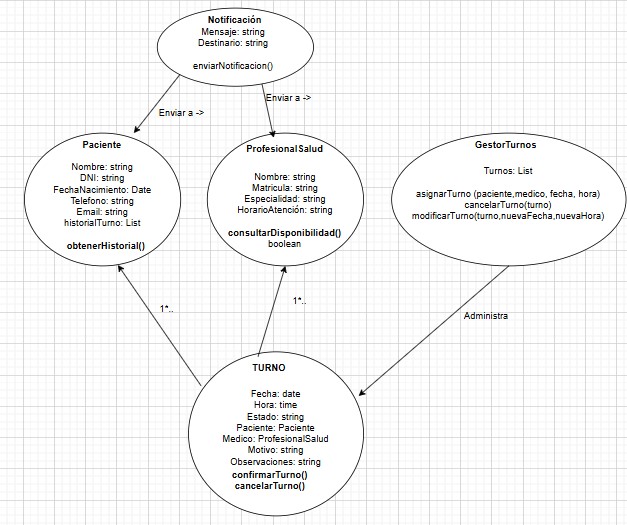 Notificación
Mensaje: string
Destinario: string
enviarNotificacion()
Enviar a ->
Enviar a ->
Paciente
Nombre: string
DNI: string
FechaNacimiento: Date
Telefono: string
Email: string
historialTurno: List
obtenerHistorial()
ProfesionalSalud
Nombre: string
Matricula: string
Especialidad: string
HorarioAtención: string
consultarDisponibilidad()
boolean
GestorTurnos
Turnos: List
asignarTurno (paciente,medico, fecha, hora)
cancelarTurno(turno)
modificarTurno(turno,nuevaFecha,nuevaHora)
1*..
1*..
Administra
TURNO
Fecha: date
Hora: time
Estado: string
Paciente: Paciente
Medico: ProfesionalSalud
Motivo: string
Observaciones: string
confirmarTurno()
cancelarTurno()